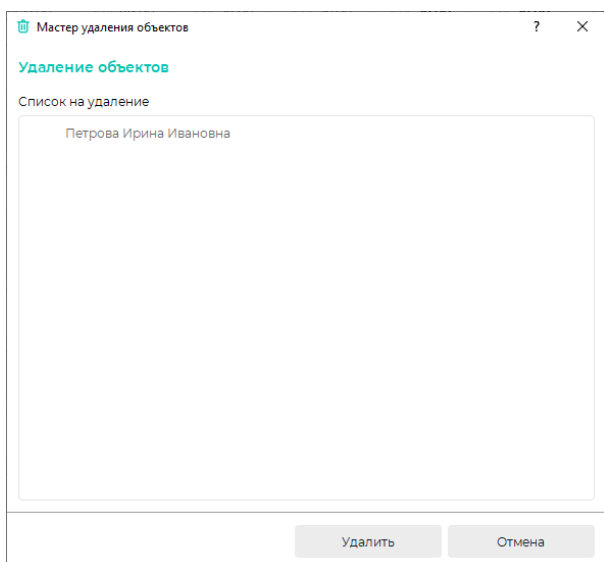 Мастер удаления объектов
?
Удаление объектов
Список на удаление
Петрова Ирина Ивановна
Удалить
Отмена